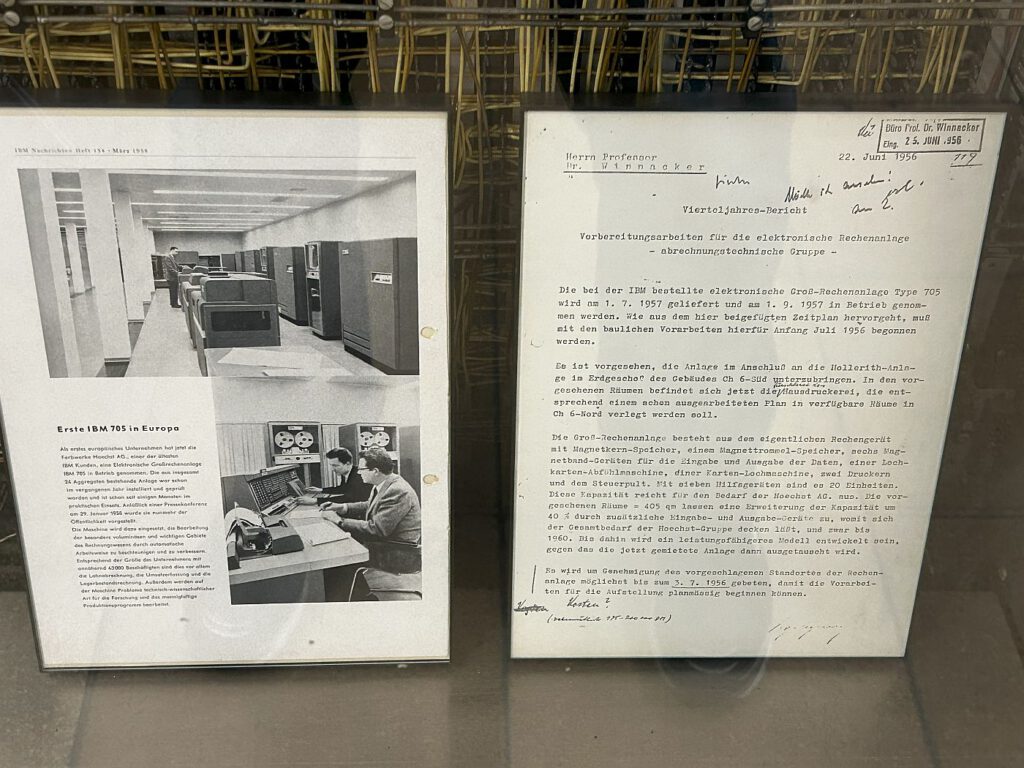 IBM Nachrichten Heft 134 · März 1958
Erste IBM 705 in Europa
Als erstes europäisches Unternehmen hat jetzt die
Farbwerke Hoechst AG., einer der ältesten
IBM Kunden, eine Elektronische Großrechenanlage
IBM 705 in Betrieb genommen. Die aus insgesamt
24 Aggregaten bestehende Anlage war schon
im vergangenen Jahr installiert und geprüft
worden und ist schon seit einigen Monaten im
praktischen Einsatz. Anläßlich einer Pressekonferenz
am 29. Januar 1958 wurde sie nunmehr der
Öffentlichkeit vorgestellt.
Die Maschine wird dazu eingesetzt, die Bearbeitung
der besonders voluminösen und wichtigen Gebiete
des Rechnungswesens durch automatische
Arbeitsweise zu beschleunigen und zu verbessern.
Entsprechend der Größe des Unternehmens mit
annähernd 43000 Beschäftigten sind dies vor allem
die Lohnabrechnung, die Umsatzerfassung und die
Lagerbestandsrechnung. Außerdem werden auf
der Maschine Probleme technisch-wissenschaftlicher
Art für die Forschung und das mannigfaltige
Produktionsprogramm bearbeitet.
Büro Prof. Dr. Winnacker
Eing. 25. JUNI 1956
Herrn Professor
Dr. Winnacker
22. Juni 1956
119
Vierteljahres-Bericht
Vorbereitungsarbeiten für die elektronische Rechenanlage
- abrechnungstechnische Gruppe -
Die bei der IBM bestellte elektronische Groß-Rechenanlage Type 705
wird am 1. 7. 1957 geliefert und am 1. 9. 1957 in Betrieb genom-
men werden. Wie aus dem hier beigefügten Zeitplan hervorgeht, muß
mit den baulichen Vorarbeiten hierfür Anfang Juli 1956 begonnen
werden.
Es ist vorgesehen, die Anlage im Anschluß an die Hollerith-Anla-
ge im Erdgeschoß des Gebäudes Ch 6-Süd unterzubringen. In den vor-
gesehenen Räumen befindet sich jetzt die Hausdruckerei, die ent-
sprechend einem schon ausgearbeiteten Plan in verfügbare Räume in
Ch 6-Nord verlegt werden soll.
Die Groß-Rechenanlage besteht aus dem eigentlichen Rechengerät
mit Magnetkern-Speicher, einem Magnettrommel-Speicher, sechs Mag-
netband-Geräten für die Eingabe und Ausgabe der Daten, einer Loch-
karten-Abfühlmaschine, einer Karten-Lochmaschine, zwei Druckern
und dem Steuerpult. Mit sieben Hilfsgeräten sind es 20 Einheiten.
Diese Kapazität reicht für den Bedarf der Hoechst AG. aus. Die vor-
gesehenen Räume = 405 qm lassen eine Erweiterung der Kapazität um
40 % durch zusätzliche Eingabe- und Ausgabe-Geräte zu, womit sich
der Gesamtbedarf der Hoechst-Gruppe decken läßt, und zwar bis
1960. Bis dahin wird ein leistungsfähigeres Modell entwickelt sein,
gegen das die jetzt gemietete Anlage dann ausgetauscht wird.
Es wird um Genehmigung des vorgeschlagenen Standortes der Rechen-
anlage möglichst bis zum 3. 7. 1956 gebeten, damit die Vorarbei-
ten für die Aufstellung planmässig beginnen können.
Kosten?